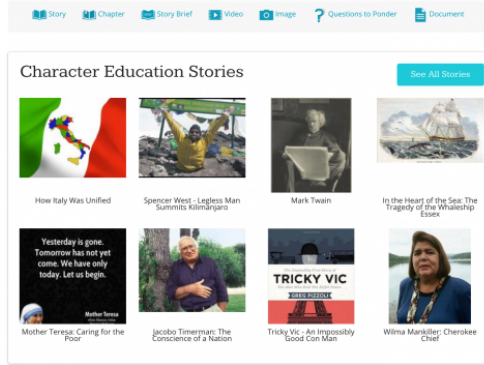 Story Chapter Story Brief Video Image Questions to Ponder Document
Character Education Stories
See All Stories
How Italy Was Unified
Spencer West - Legless Man
Summits Kilimanjaro
Mark Twain
In the Heart of the Sea: The
Tragedy of the Whaleship
Essex
Yesterday is gone.
Tomorrow has not yet
come. We have only
today. Let us begin.
Mother Teresa
TRICKY VIC
GREG PIZZOLI
Mother Teresa: Caring for the
Poor
Jacobo Timerman: The
Conscience of a Nation
Tricky Vic - An Impossibly
Good Con Man
Wilma Mankiller: Cherokee
Chief